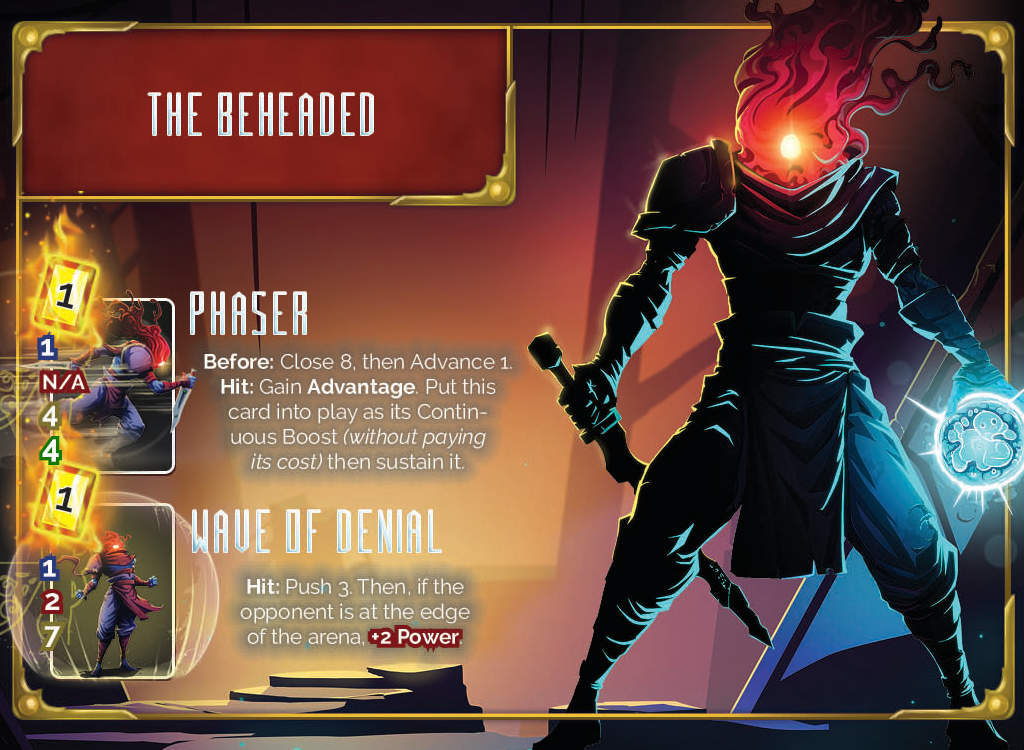 THE BEHEADED
1
PHASER
1
N/A
4
4
Before: Close 8, then Advance 1.
Hit: Gain Advantage. Put this
card into play as its Contin-
uous Boost (without paying
its cost) then sustain it.
1
WAVE OF DENIAL
1
2
7
Hit: Push 3. Then, if the
opponent is at the edge
of the arena, +2 Power.